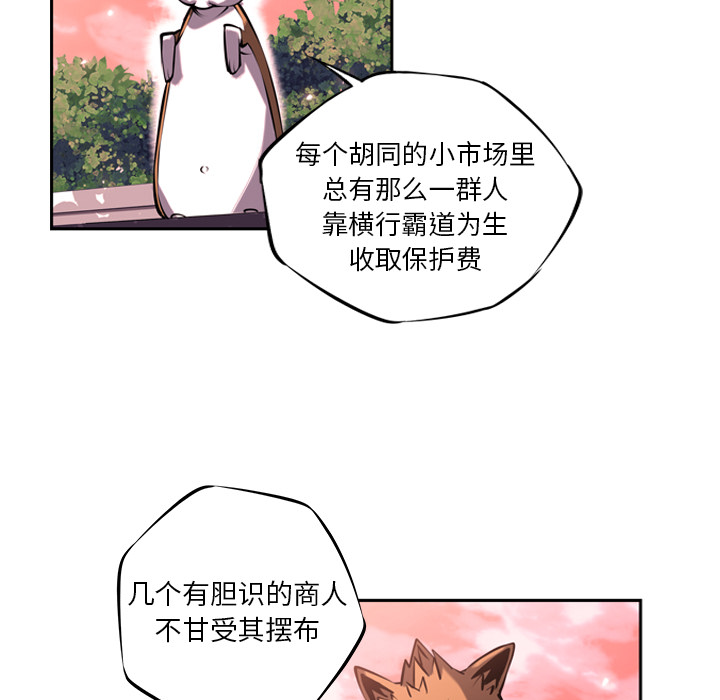 每个胡同的小市场里
总有那么一群人
靠横行霸道为生
收取保护费
几个有胆识的商人
不甘受其摆布